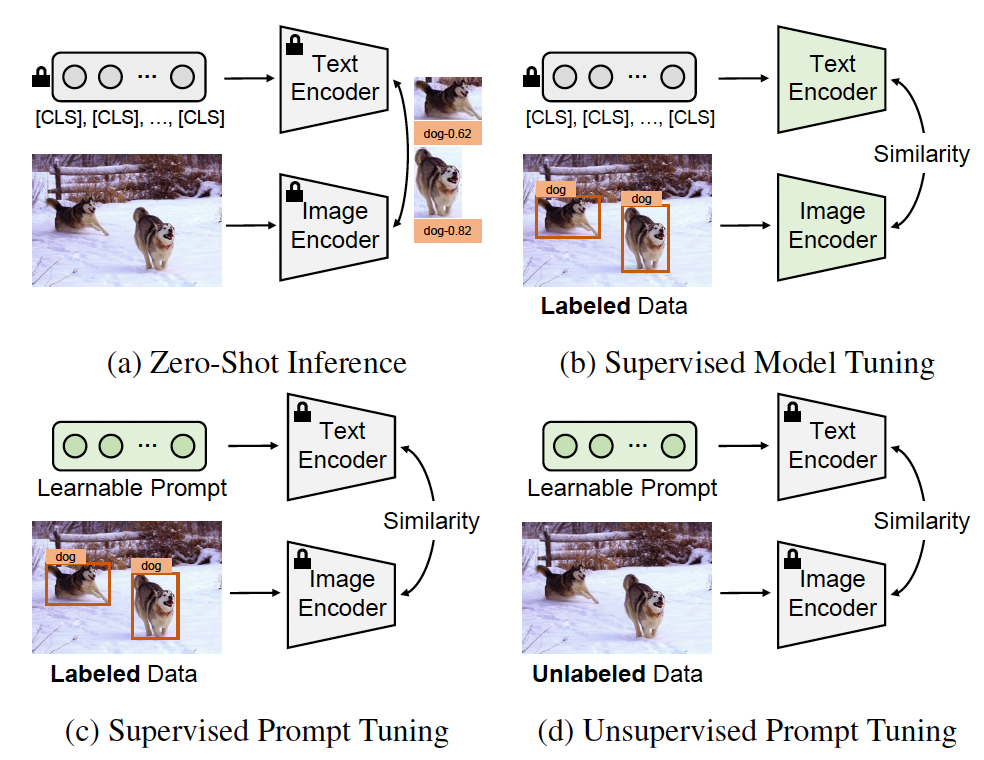 Text
Encoder
[CLS], [CLS], ..., [CLS]
dog-0.62
Image
Encoder
dog-0.82
(a) Zero-Shot Inference
Text
Encoder
[CLS], [CLS], ..., [CLS]
Similarity
dog
dog
Image
Encoder
Labeled Data
(b) Supervised Model Tuning
Text
Encoder
Learnable Prompt
Similarity
dog
dog
Image
Encoder
Labeled Data
(c) Supervised Prompt Tuning
Text
Encoder
Learnable Prompt
Similarity
Image
Encoder
Unlabeled Data
(d) Unsupervised Prompt Tuning